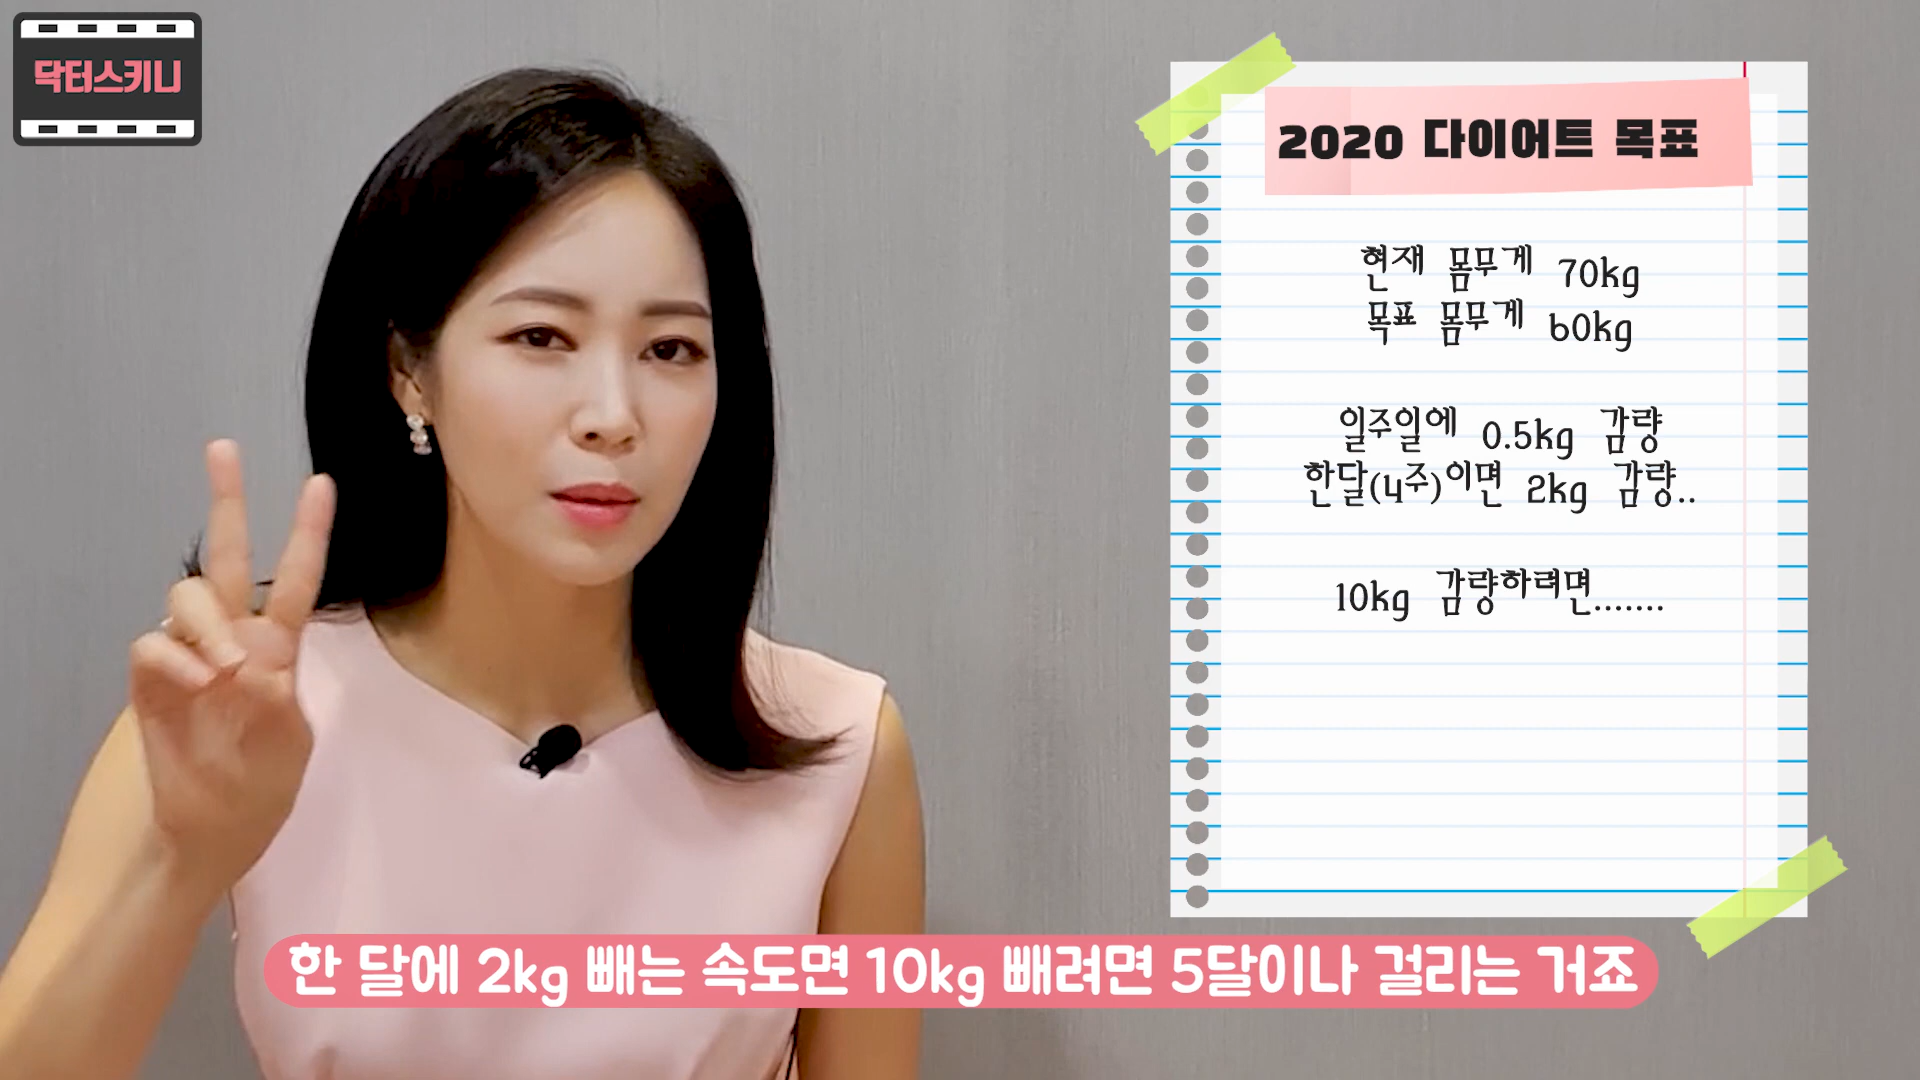 닥터스키니
2020 다이어트 목표
현재 몸무게 70kg
목표 몸무게 60kg
일주일에 0.5kg 감량
한달(4주)이면 2kg 감량..
10kg 감량하려면.......
한 달에 2kg 빼는 속도면 10kg 빼려면 5달이나 걸리는 거죠